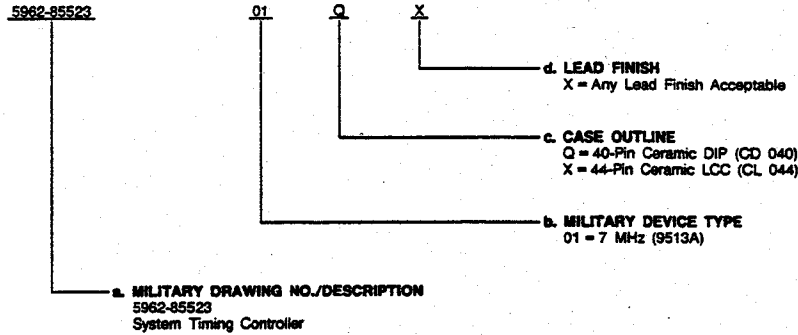 5962-85523 01 Q X
d. LEAD FINISH
X = Any Lead Finish Acceptable
c. CASE OUTLINE
Q = 40-Pin Ceramic DIP (CD 040)
X = 44-Pin Ceramic LCC (CL 044)
b. MILITARY DEVICE TYPE
01 = 7 MHz (9513A)
a. MILITARY DRAWING NO./DESCRIPTION
5962-85523
System Timing Controller